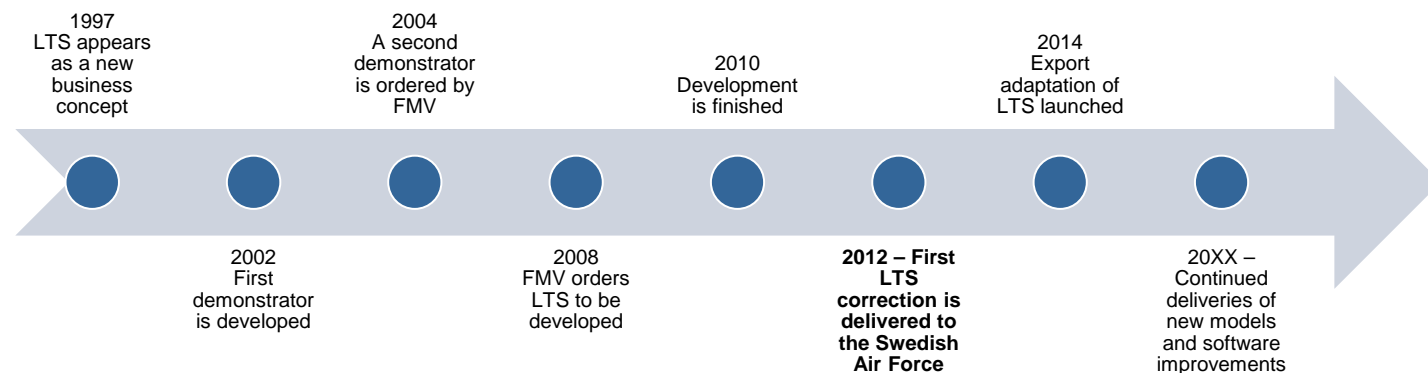 1997
LTS appears
as a new
business
concept
2002
First
demonstrator
is developed
2004
A second
demonstrator
is ordered by
FMV
2008
FMV orders
LTS to be
developed
2010
Development
is finished
2012 – First
LTS
correction is
delivered to
the Swedish
Air Force
2014
Export
adaptation of
LTS launched
20XX –
Continued
deliveries of
new models
and software
improvements